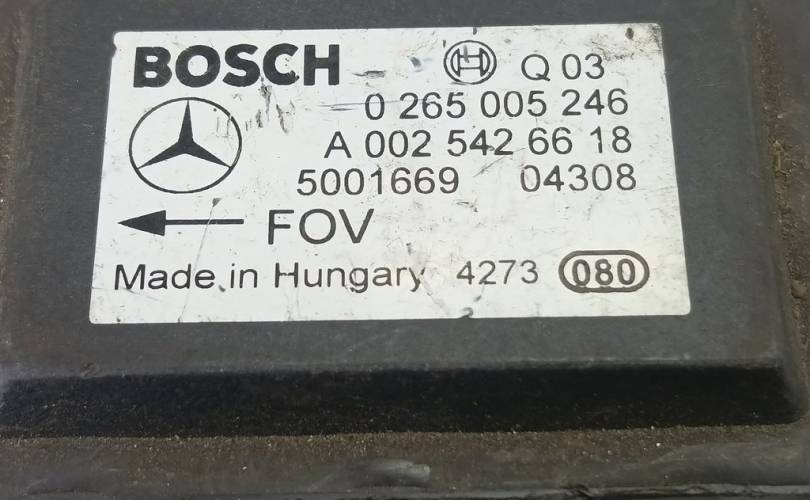 BOSCH Q 03
0 265 005 246
A 002 542 66 18
5001669 04308
FOV
Made in Hungary 4273 080